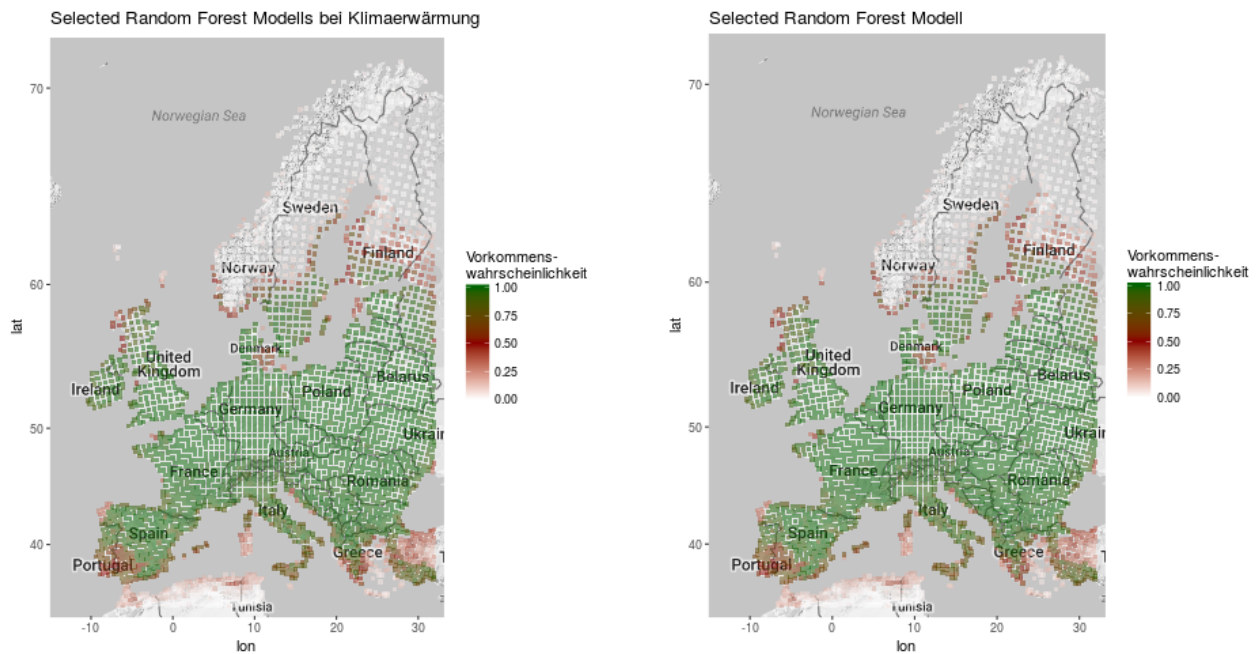 Selected Random Forest Modells bei Klimaerwärmung
70
60
50
40
lat
-10
0
10
20
30
lon
Norwegian Sea
Sweden
Finland
Norway
Denmark
United
Kingdom
Ireland
Belarus
Poland
Germany
Ukrair
Austria
France
Romania
Italy
Spain
Greece
Portugal
T
Tunisia
Vorkommens-
wahrscheinlichkeit
1.00
0.75
0.50
0.25
0.00
Selected Random Forest Modell
70
60
50
40
lat
-10
0
10
20
30
lon
Norwegian Sea
Sweden
Finland
Norway
Denmark
United
Kingdom
Ireland
Belarus
Poland
Germany
Ukrair
Austria
France
Romania
Italy
Spain
Greece
Portugal
T
Tunisia
Vorkommens-
wahrscheinlichkeit
1.00
0.75
0.50
0.25
0.00